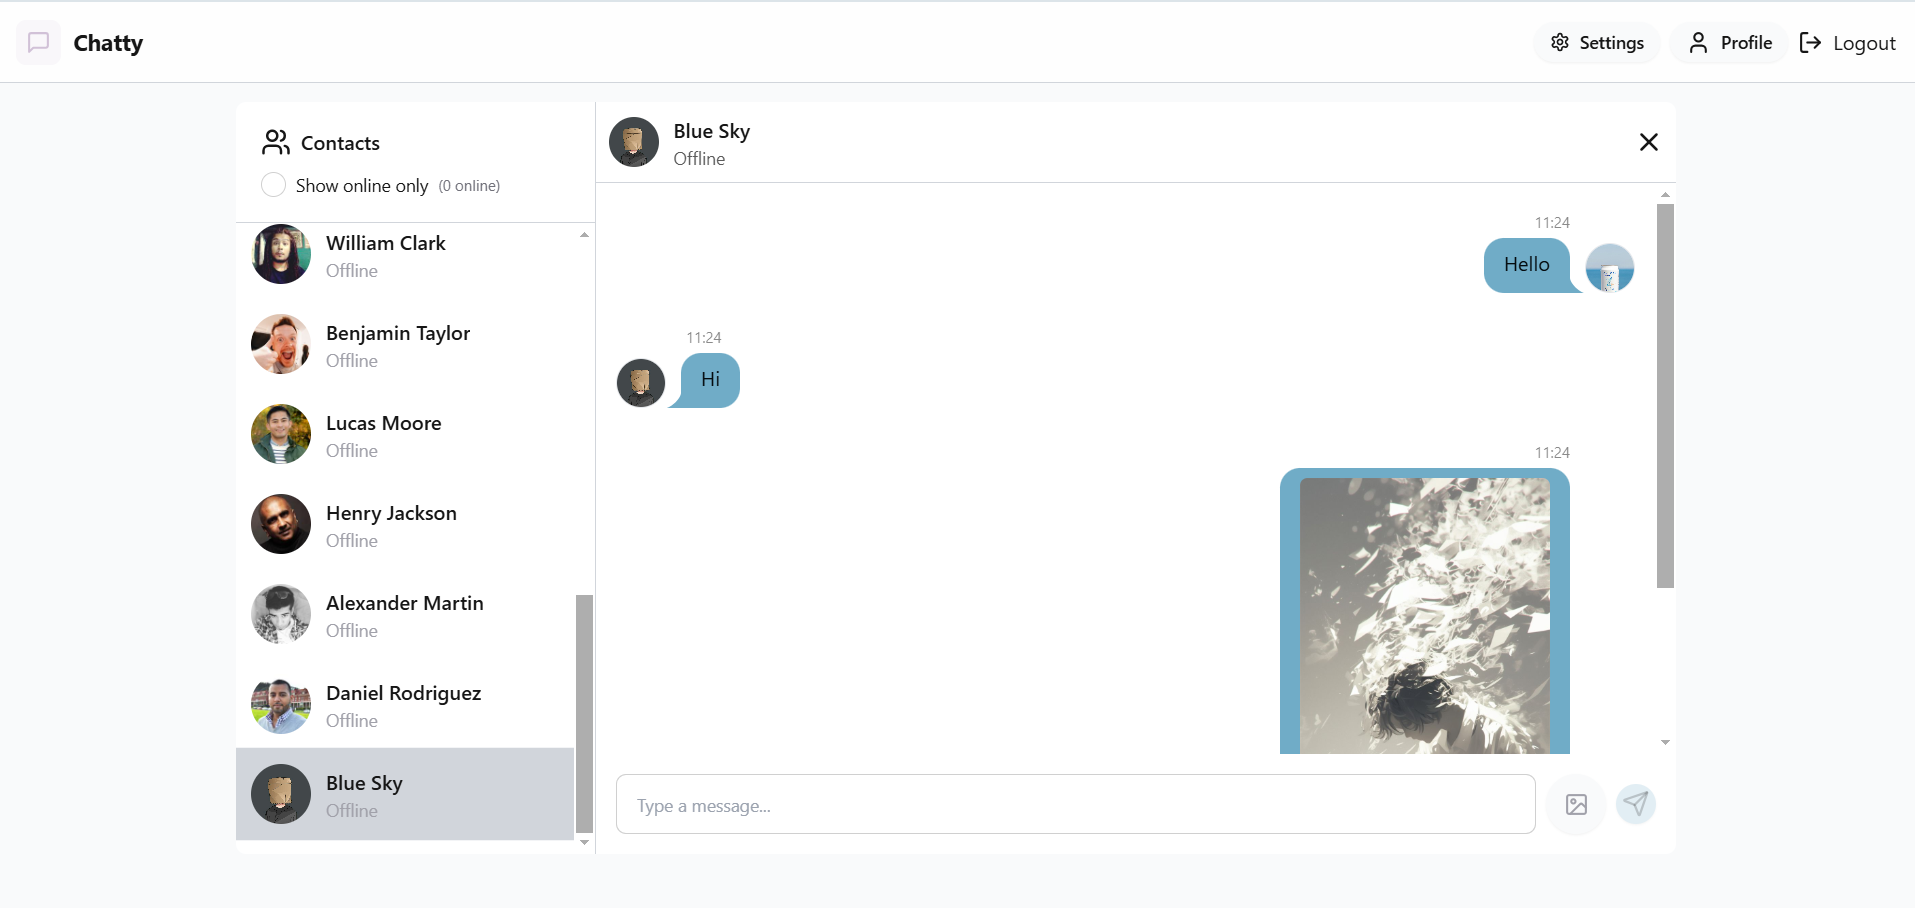 Chatty
Settings
Profile
Logout
Contacts
Show online only (0 online)
William Clark
Offline
Benjamin Taylor
Offline
Lucas Moore
Offline
Henry Jackson
Offline
Alexander Martin
Offline
Daniel Rodriguez
Offline
Blue Sky
Offline
Blue Sky
Offline
11:24
Hello
11:24
Hi
11:24
Type a message...